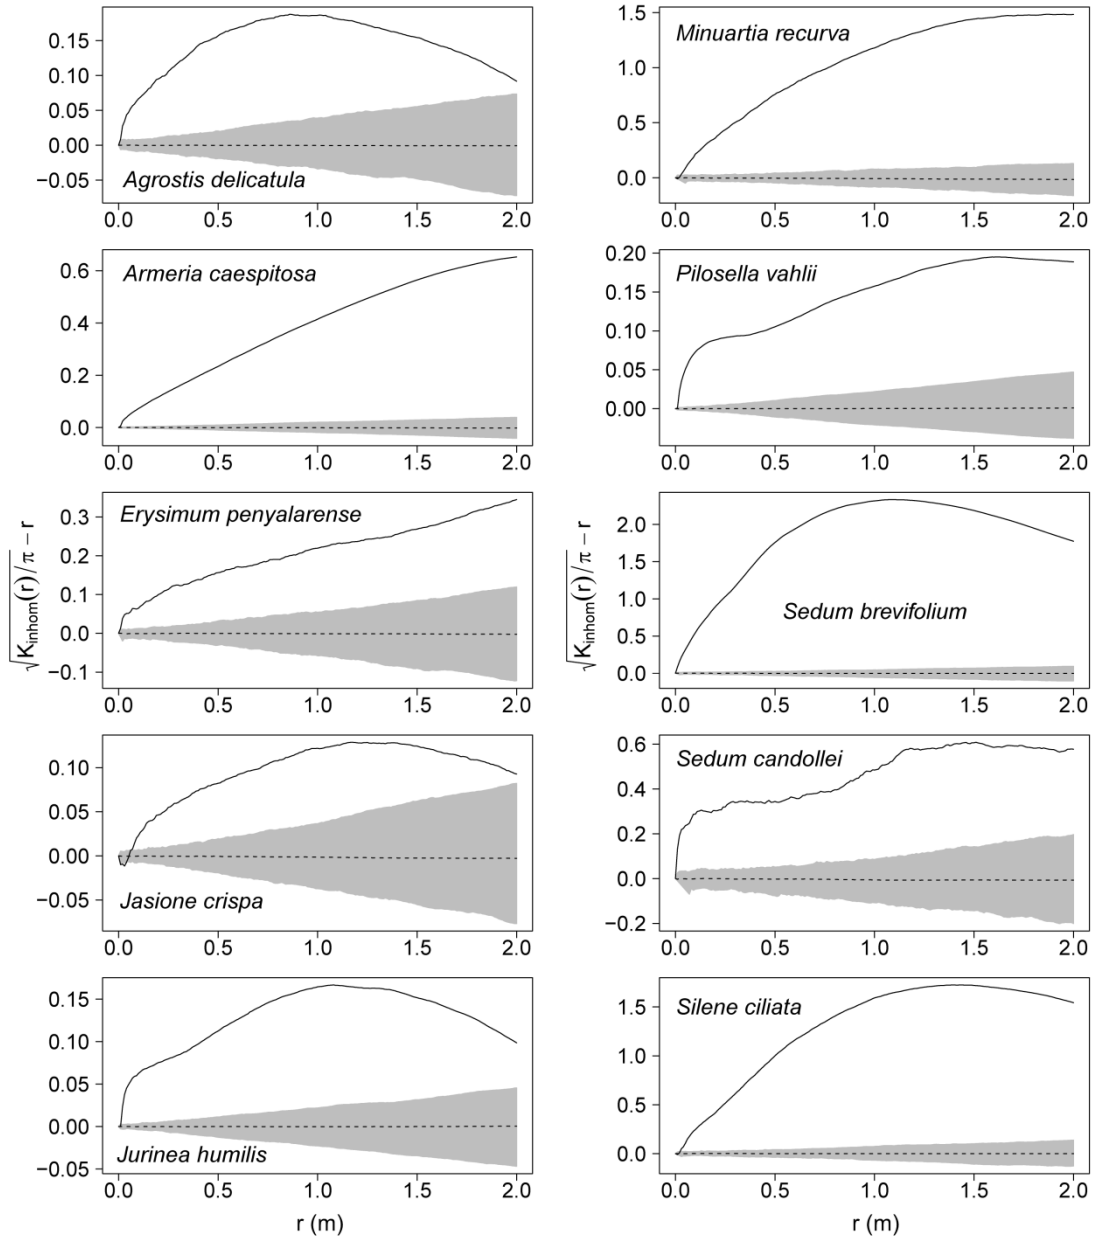 0.15
0.10
0.05
0.00
−0.05
Agrostis delicatula
0.0 0.5 1.0 1.5 2.0
1.5
1.0
0.5
0.0
Minuartia recurva
0.0 0.5 1.0 1.5 2.0
0.6
0.4
0.2
0.0
Armeria caespitosa
0.0 0.5 1.0 1.5 2.0
0.20
0.15
0.10
0.05
0.00
Pilosella vahlii
0.0 0.5 1.0 1.5 2.0
√Kinhom(r)/π − r
0.3
0.2
0.1
0.0
−0.1
Erysimum penyalarense
0.0 0.5 1.0 1.5 2.0
√Kinhom(r)/π − r
2.0
1.5
1.0
0.5
0.0
Sedum brevifolium
0.0 0.5 1.0 1.5 2.0
0.10
0.05
0.00
−0.05
Jasione crispa
0.0 0.5 1.0 1.5 2.0
0.6
0.4
0.2
0.0
−0.2
Sedum candollei
0.0 0.5 1.0 1.5 2.0
0.15
0.10
0.05
0.00
−0.05
Jurinea humilis
0.0 0.5 1.0 1.5 2.0
r (m)
1.5
1.0
0.5
0.0
Silene ciliata
0.0 0.5 1.0 1.5 2.0
r (m)